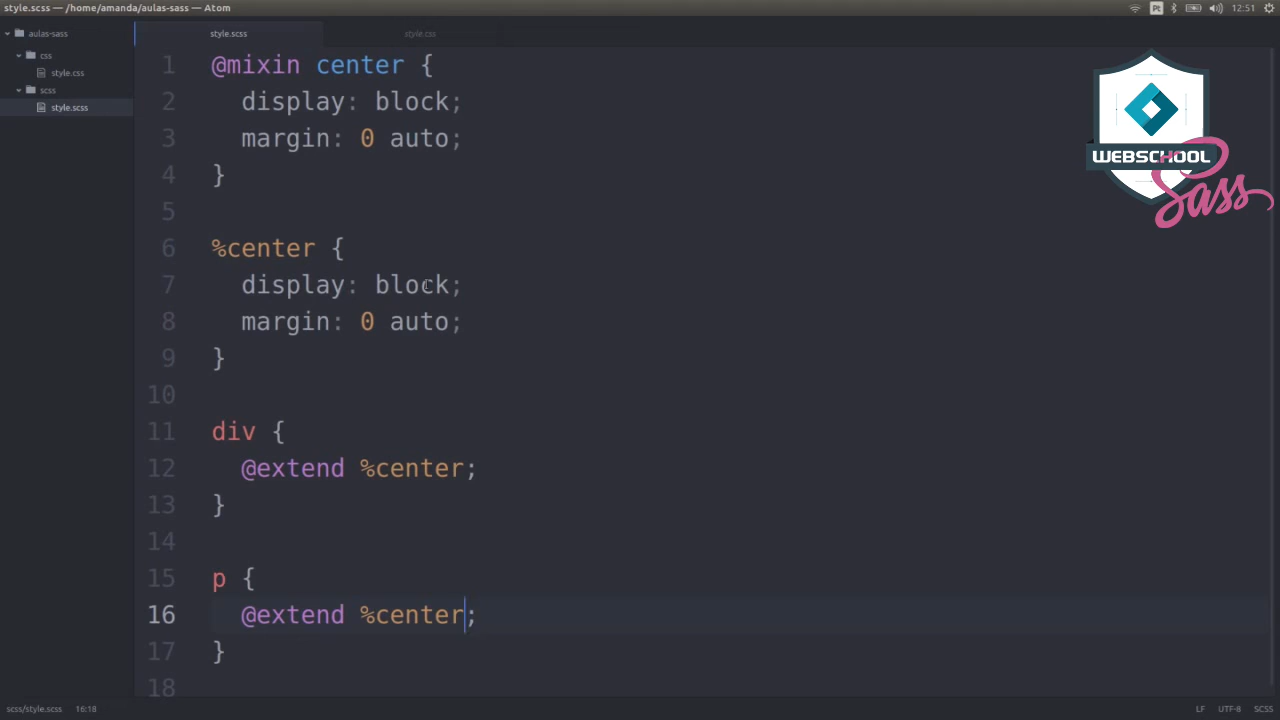 style.scss — /home/amanda/aulas-sass — Atom
Pt
12:51
aulas-sass
css
style.css
scss
style.scss
style.scss
style.css
1 @mixin center {
2 display: block;
3 margin: 0 auto;
4 }
5
6 %center {
7 display: block;
8 margin: 0 auto;
9 }
10
11 div {
12 @extend %center;
13 }
14
15 p {
16 @extend %center;
17 }
18
WEBSCHOOL
Sass
scss/style.scss 16:18
LF UTF-8 SCSS